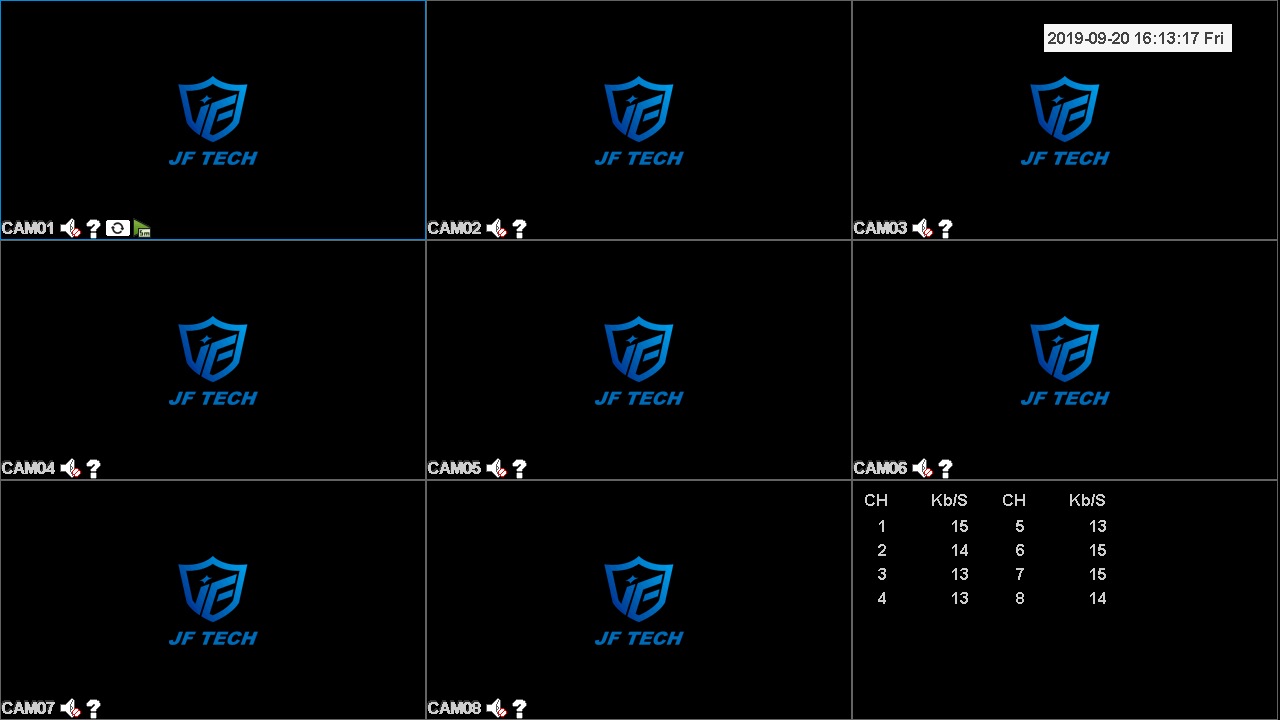 2019-09-20 16:13:17 Fri
JF TECH
JF TECH
JF TECH
CAM01
CAM02
CAM03
JF TECH
JF TECH
JF TECH
CAM04
CAM05
CAM06
CH Kb/S CH Kb/S
1 15 5 13
2 14 6 15
3 13 7 15
4 13 8 14
JF TECH
JF TECH
CAM07
CAM08